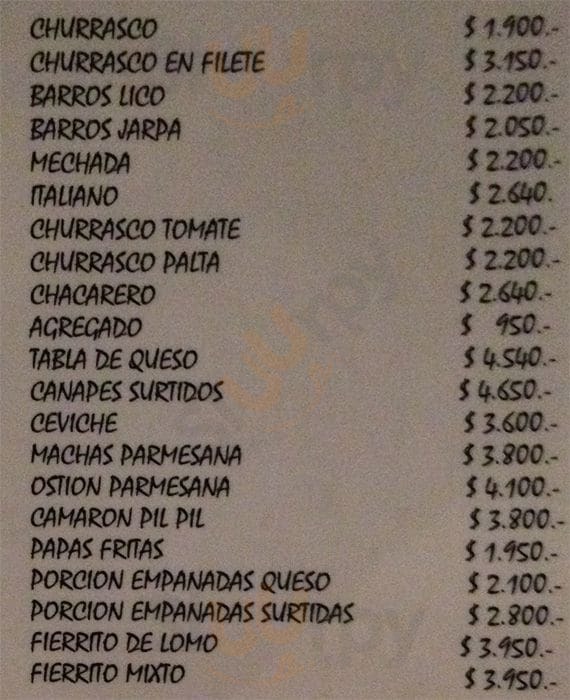 CHURRASCO $ 1.900.-
CHURRASCO EN FILETE $ 3.150.-
BARROS LICO $ 2.200.-
BARROS JARPA $ 2.050.-
MECHADA $ 2.200.-
ITALIANO $ 2.640.
CHURRASCO TOMATE $ 2.200.-
CHURRASCO PALTA $ 2.200.-
CHACARERO $ 2.640.-
AGREGADO $ 950.-
TABLA DE QUESO $ 4.540.-
CANAPES SURTIDOS $ 4.650.-
CEVICHE $ 3.600.-
MACHAS PARMESANA $ 3.800.-
OSTION PARMESANA $ 4.100.-
CAMARON PIL PIL $ 3.800.-
PAPAS FRITAS $ 1.950.-
PORCION EMPANADAS QUESO $ 2.100.-
PORCION EMPANADAS SURTIDAS $ 2.800.-
FIERRITO DE LOMO $ 3.950.-
FIERRITO MIXTO $ 3.950.-